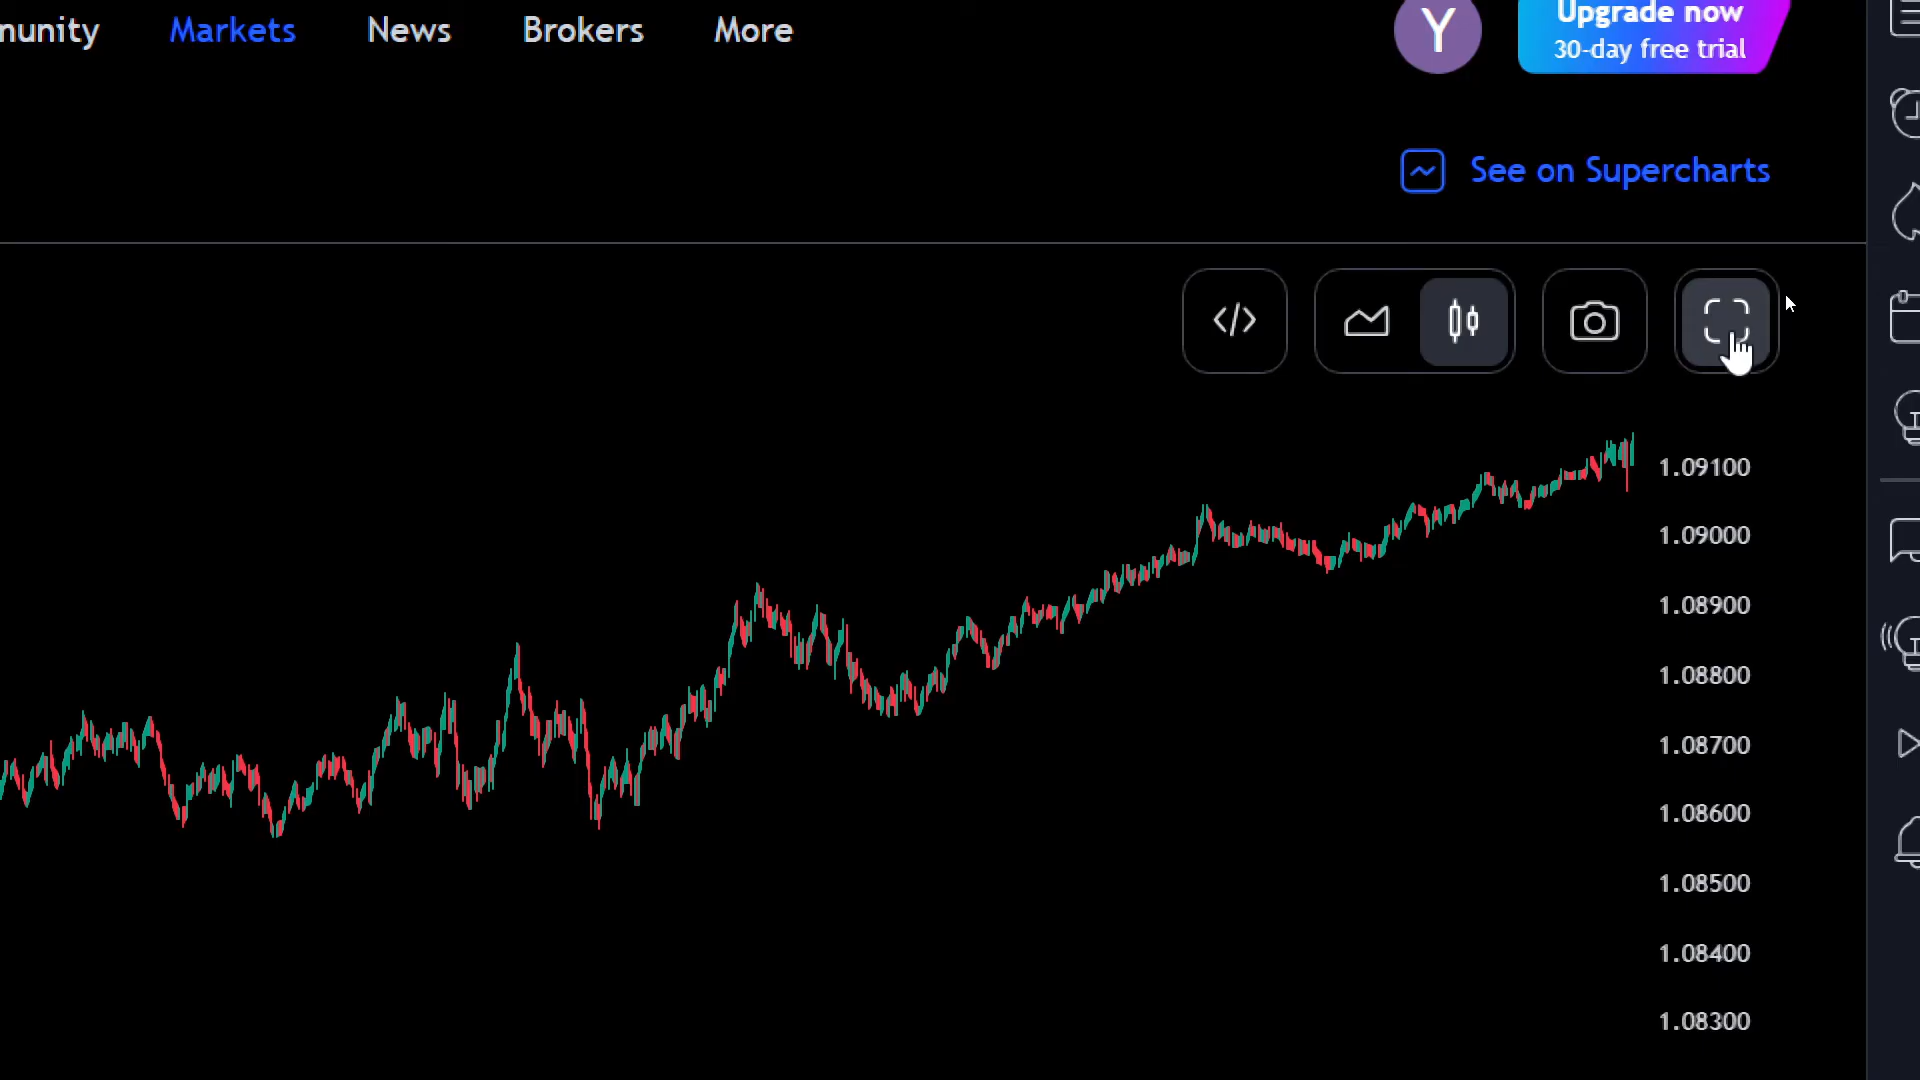 munity Markets News Brokers More
Y
Upgrade now
30-day free trial
See on Supercharts
1.09100
1.09000
1.08900
1.08800
1.08700
1.08600
1.08500
1.08400
1.08300